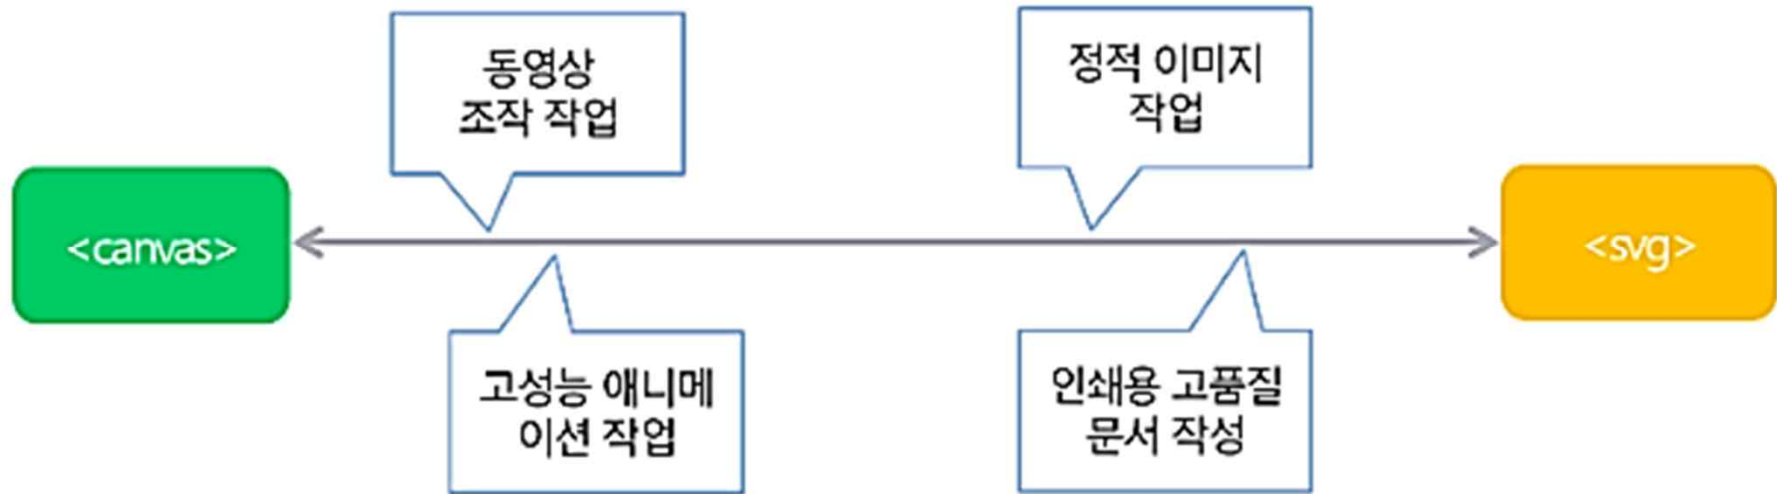 동영상
조작 작업
정적 이미지
작업
<canvas>
<svg>
고성능 애니메
이션 작업
인쇄용 고품질
문서 작성